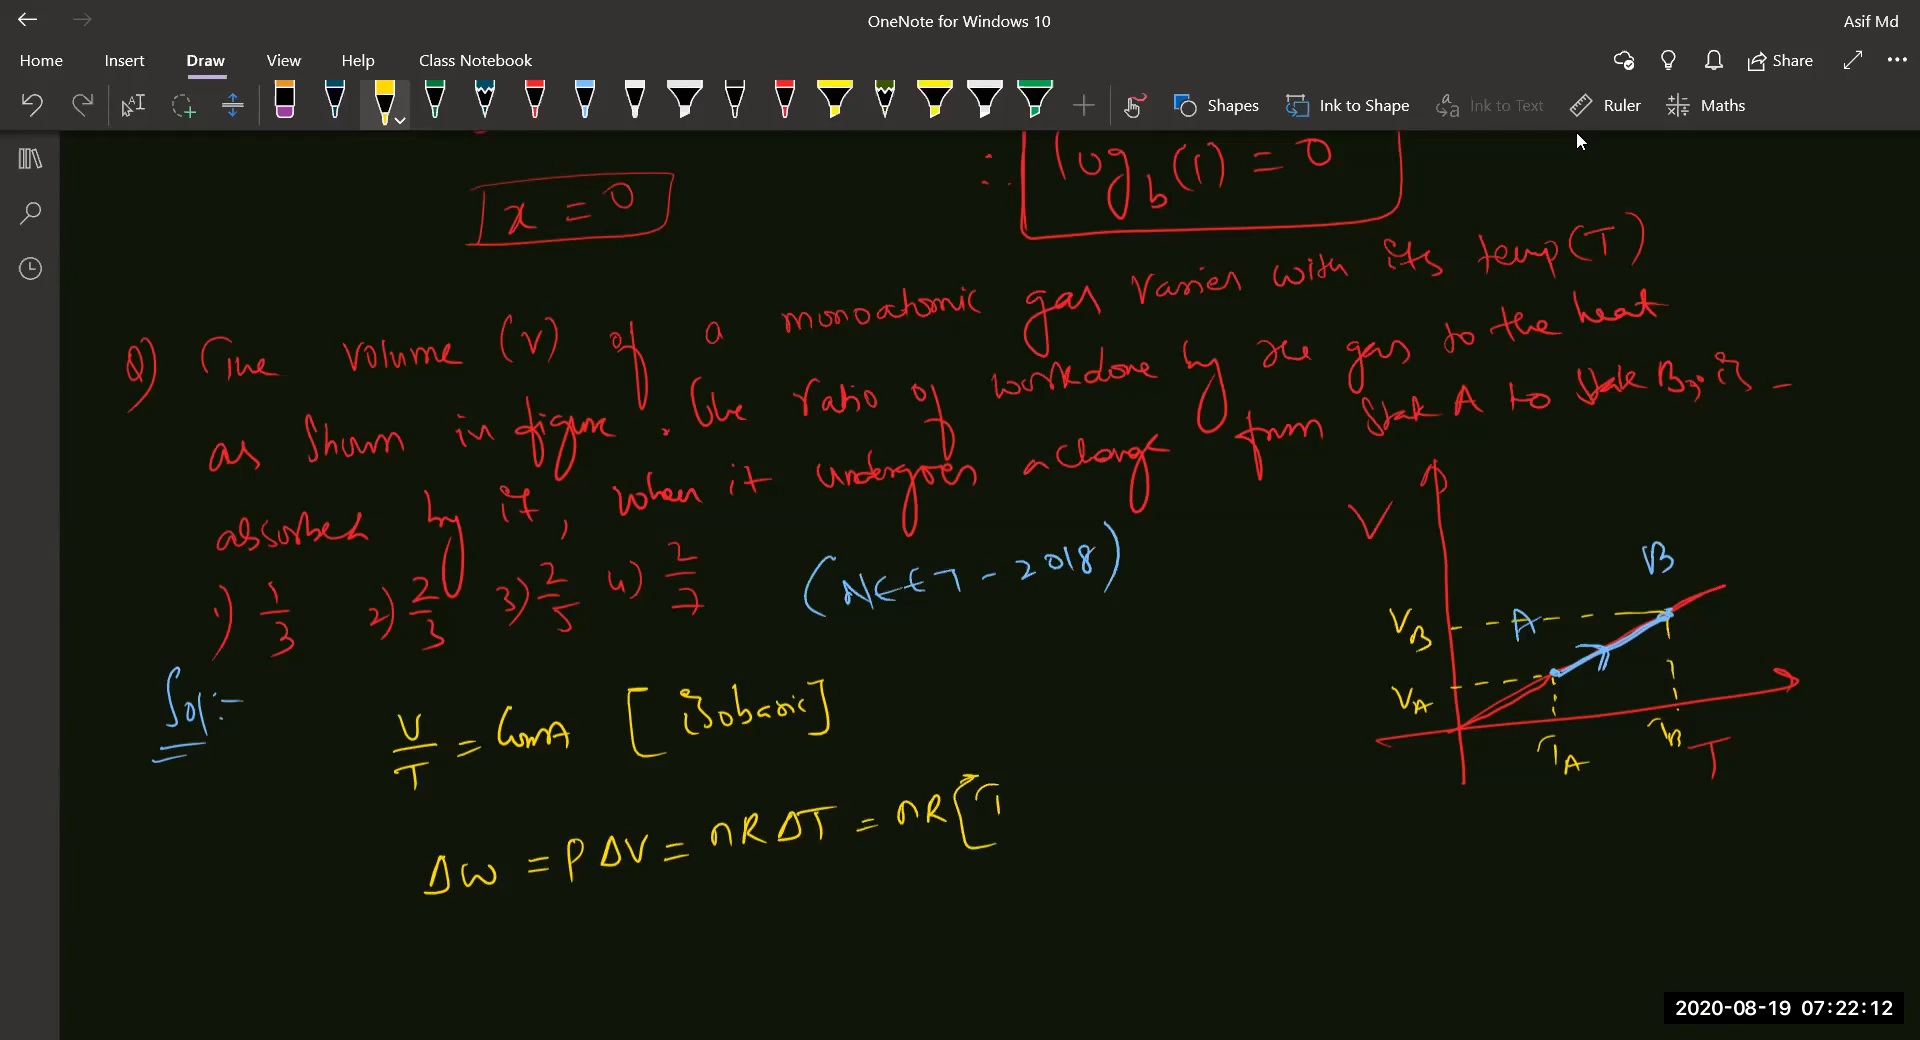 OneNote for Windows 10
Asif Md
Home Insert Draw View Help Class Notebook Share
Shapes Ink to Shape Ink to Text Ruler Maths
x = 0
∴ log_b (1) = 0
Q) The volume (V) of a monoatomic gas varies with its temp (T)
as shown in figure. The ratio of workdone by the gas to the heat
absorbed by it, when it undergoes a change from state A to state B, is -
1) 1/3 2) 2/3 3) 2/5 4) 2/7 (NEET - 2018)
V
B
V_B A
V_A
T_A T_B T
Sol:-
V/T = Const [Isobaric]
ΔW = PΔV = nRΔT = nR[T
2020-08-19 07:22:12